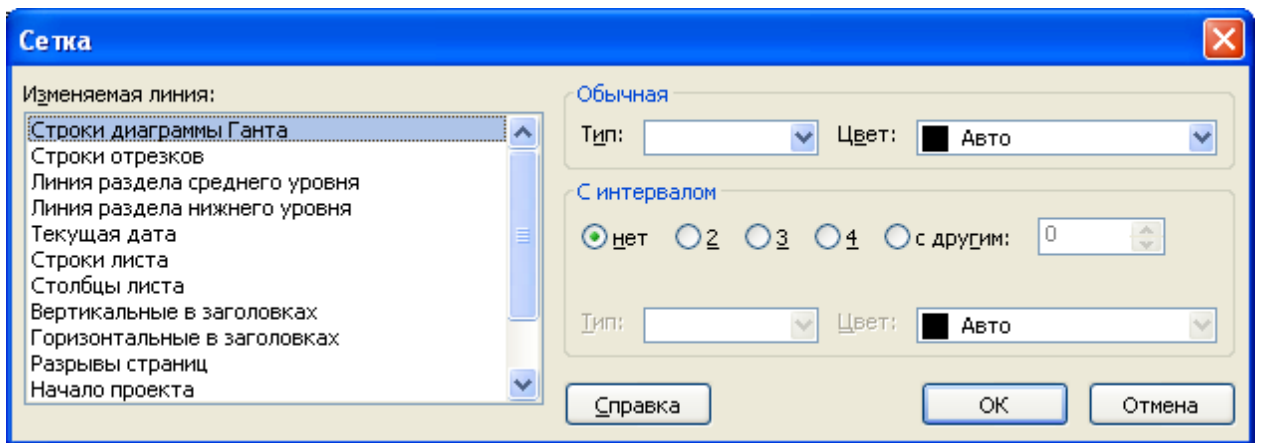 Сетка
Изменяемая линия:
Строки диаграммы Ганта
Строки отрезков
Линия раздела среднего уровня
Линия раздела нижнего уровня
Текущая дата
Строки листа
Столбцы листа
Вертикальные в заголовках
Горизонтальные в заголовках
Разрывы страниц
Начало проекта
Обычная
Тип: Цвет: Авто
С интервалом
нет 2 3 4 с другим: 0
Тип: Цвет: Авто
Справка ОК Отмена